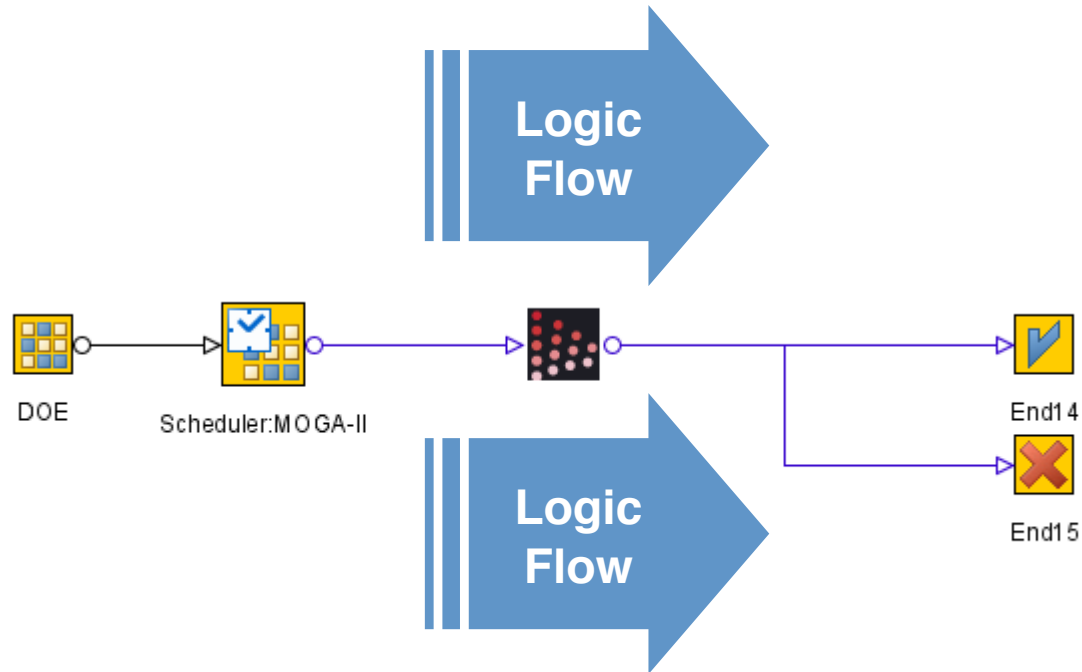 Logic
Flow
DOE
Scheduler:MOGA-II
End14
End15
Logic
Flow